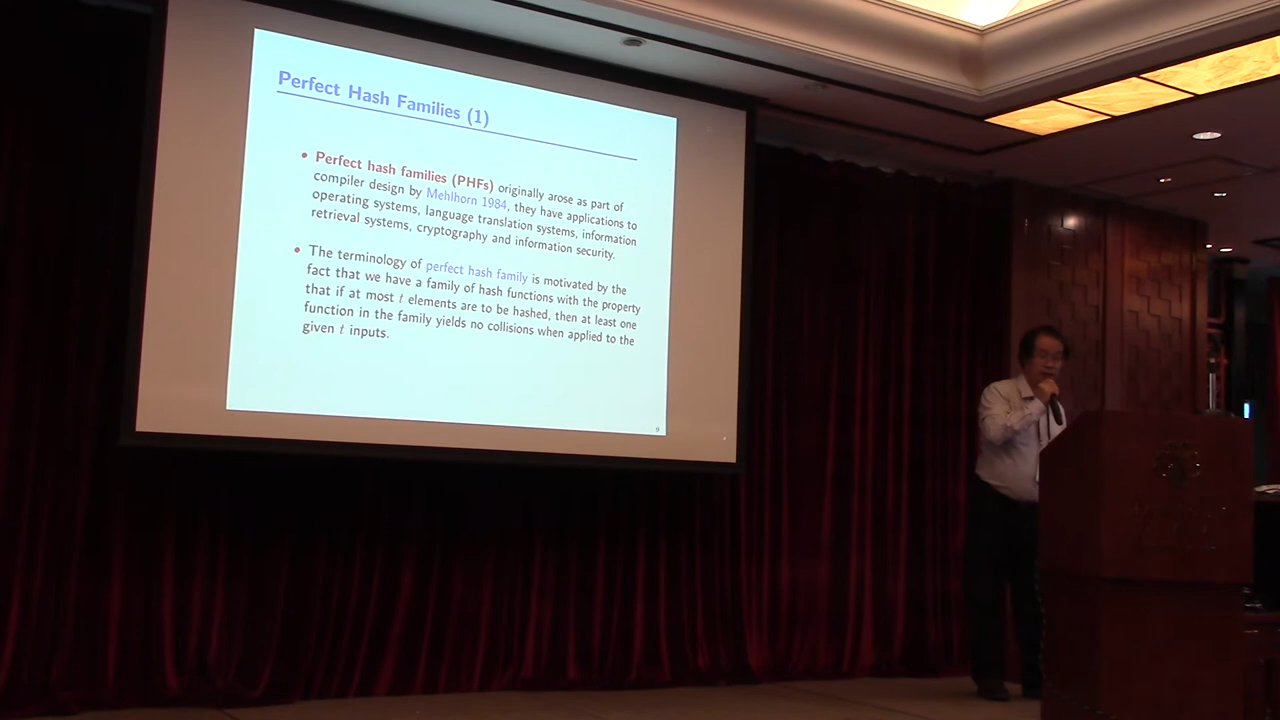 Perfect Hash Families (1)
• Perfect hash families (PHFs) originally arose as part of
compiler design by Mehlhorn 1984, they have applications to
operating systems, language translation systems, information
retrieval systems, cryptography and information security.
• The terminology of perfect hash family is motivated by the
fact that we have a family of hash functions with the property
that if at most t elements are to be hashed, then at least one
function in the family yields no collisions when applied to the
given t inputs.